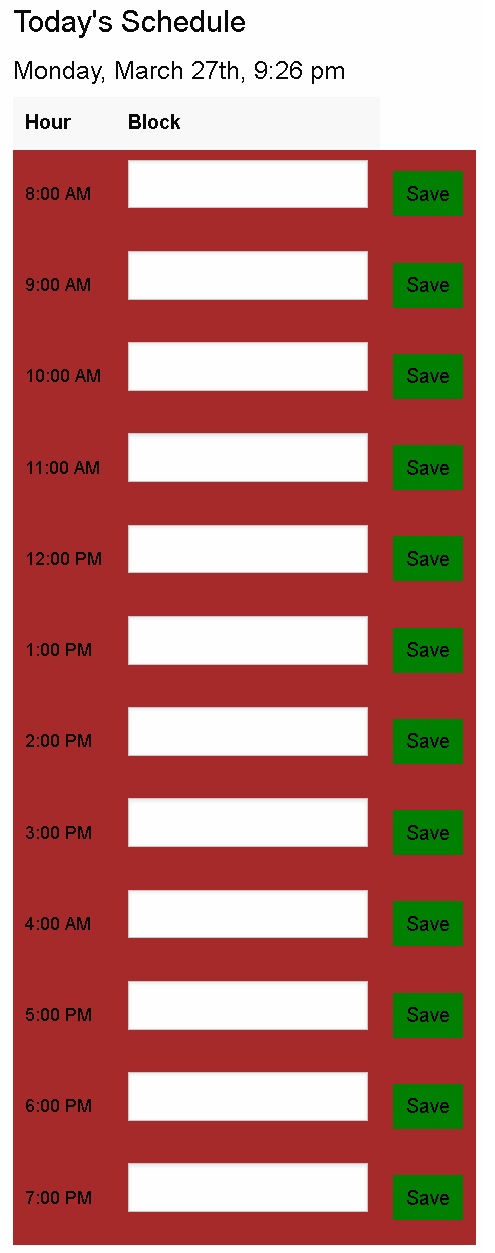 Today's Schedule
Monday, March 27th, 9:26 pm
Hour Block
8:00 AM Save
9:00 AM Save
10:00 AM Save
11:00 AM Save
12:00 PM Save
1:00 PM Save
2:00 PM Save
3:00 PM Save
4:00 AM Save
5:00 PM Save
6:00 PM Save
7:00 PM Save